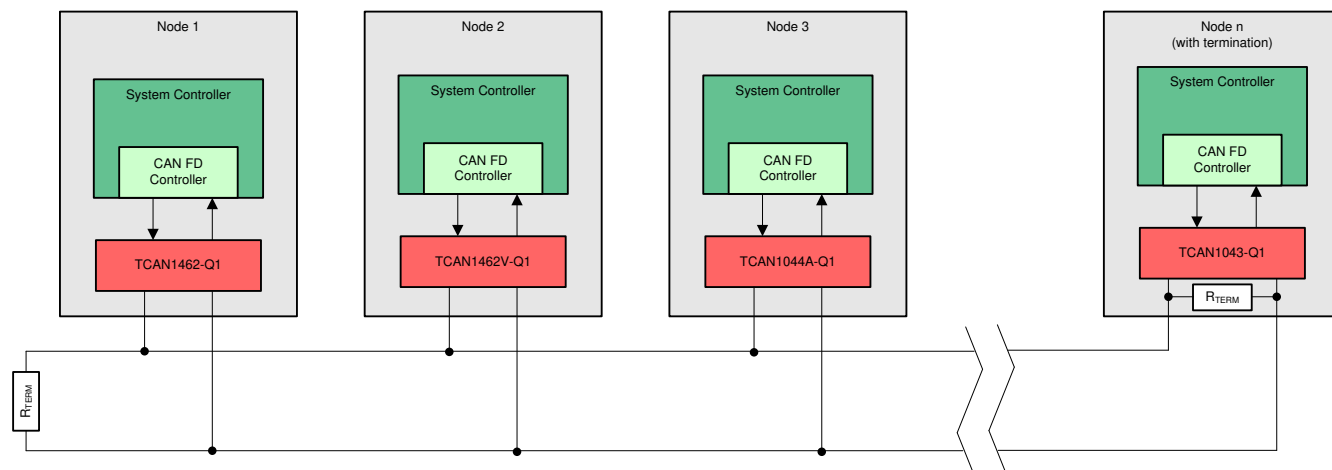 Node 1
System Controller
CAN FD
Controller
TCAN1462-Q1
Node 2
System Controller
CAN FD
Controller
TCAN1462V-Q1
Node 3
System Controller
CAN FD
Controller
TCAN1044A-Q1
Node n
(with termination)
System Controller
CAN FD
Controller
TCAN1043-Q1
RTERM
RTERM